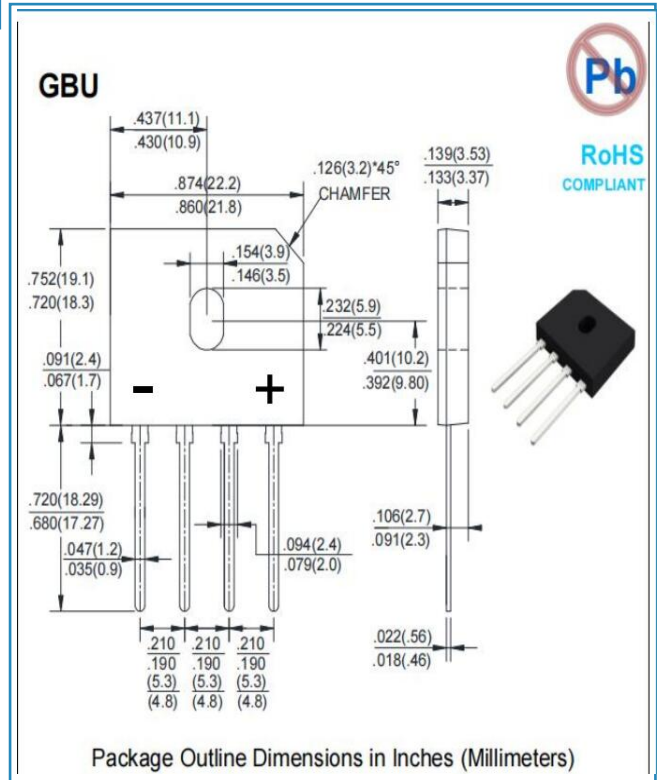 GBU
Pb
RoHS
COMPLIANT
.437(11.1)
.430(10.9)
.874(22.2)
.860(21.8)
.126(3.2)*45°
CHAMFER
.139(3.53)
.133(3.37)
.154(3.9)
.146(3.5)
.752(19.1)
.720(18.3)
.232(5.9)
.224(5.5)
.401(10.2)
.392(9.80)
.091(2.4)
.067(1.7)
- +
.720(18.29)
.680(17.27)
.047(1.2)
.035(0.9)
.094(2.4)
.079(2.0)
.106(2.7)
.091(2.3)
.022(.56)
.018(.46)
.210 .210 .210
.190 .190 .190
(5.3) (5.3) (5.3)
(4.8) (4.8) (4.8)
Package Outline Dimensions in Inches (Millimeters)